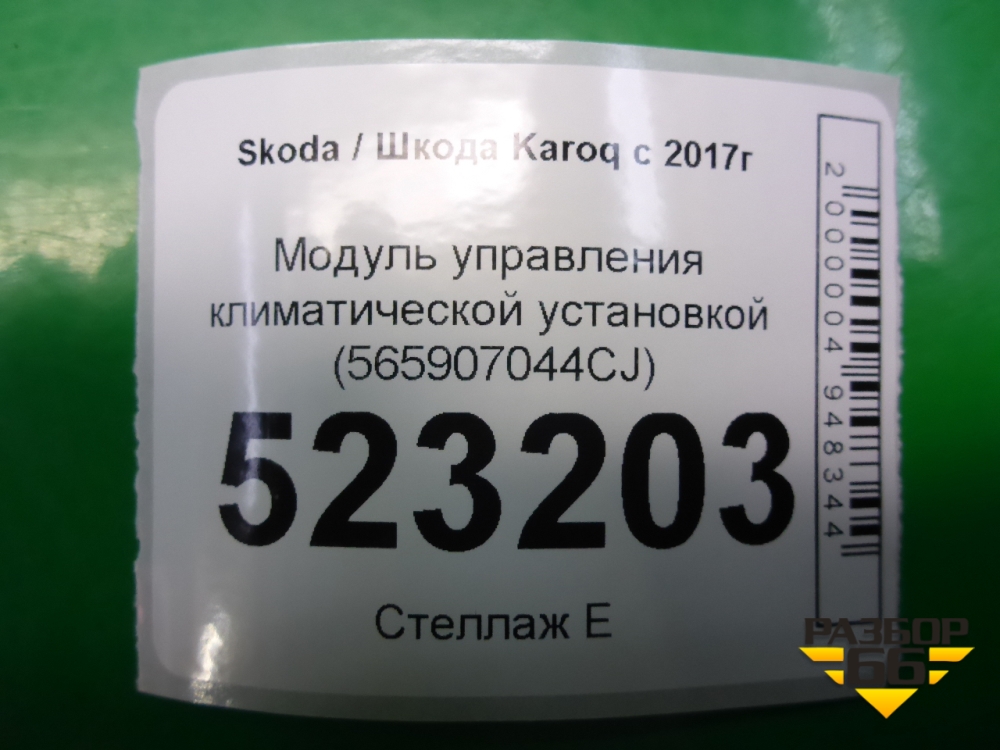 Skoda / Шкода Karoq с 2017г
Модуль управления
климатической установкой
(565907044CJ)
523203
Стеллаж Е
2000004948344
РАЗБОР
66